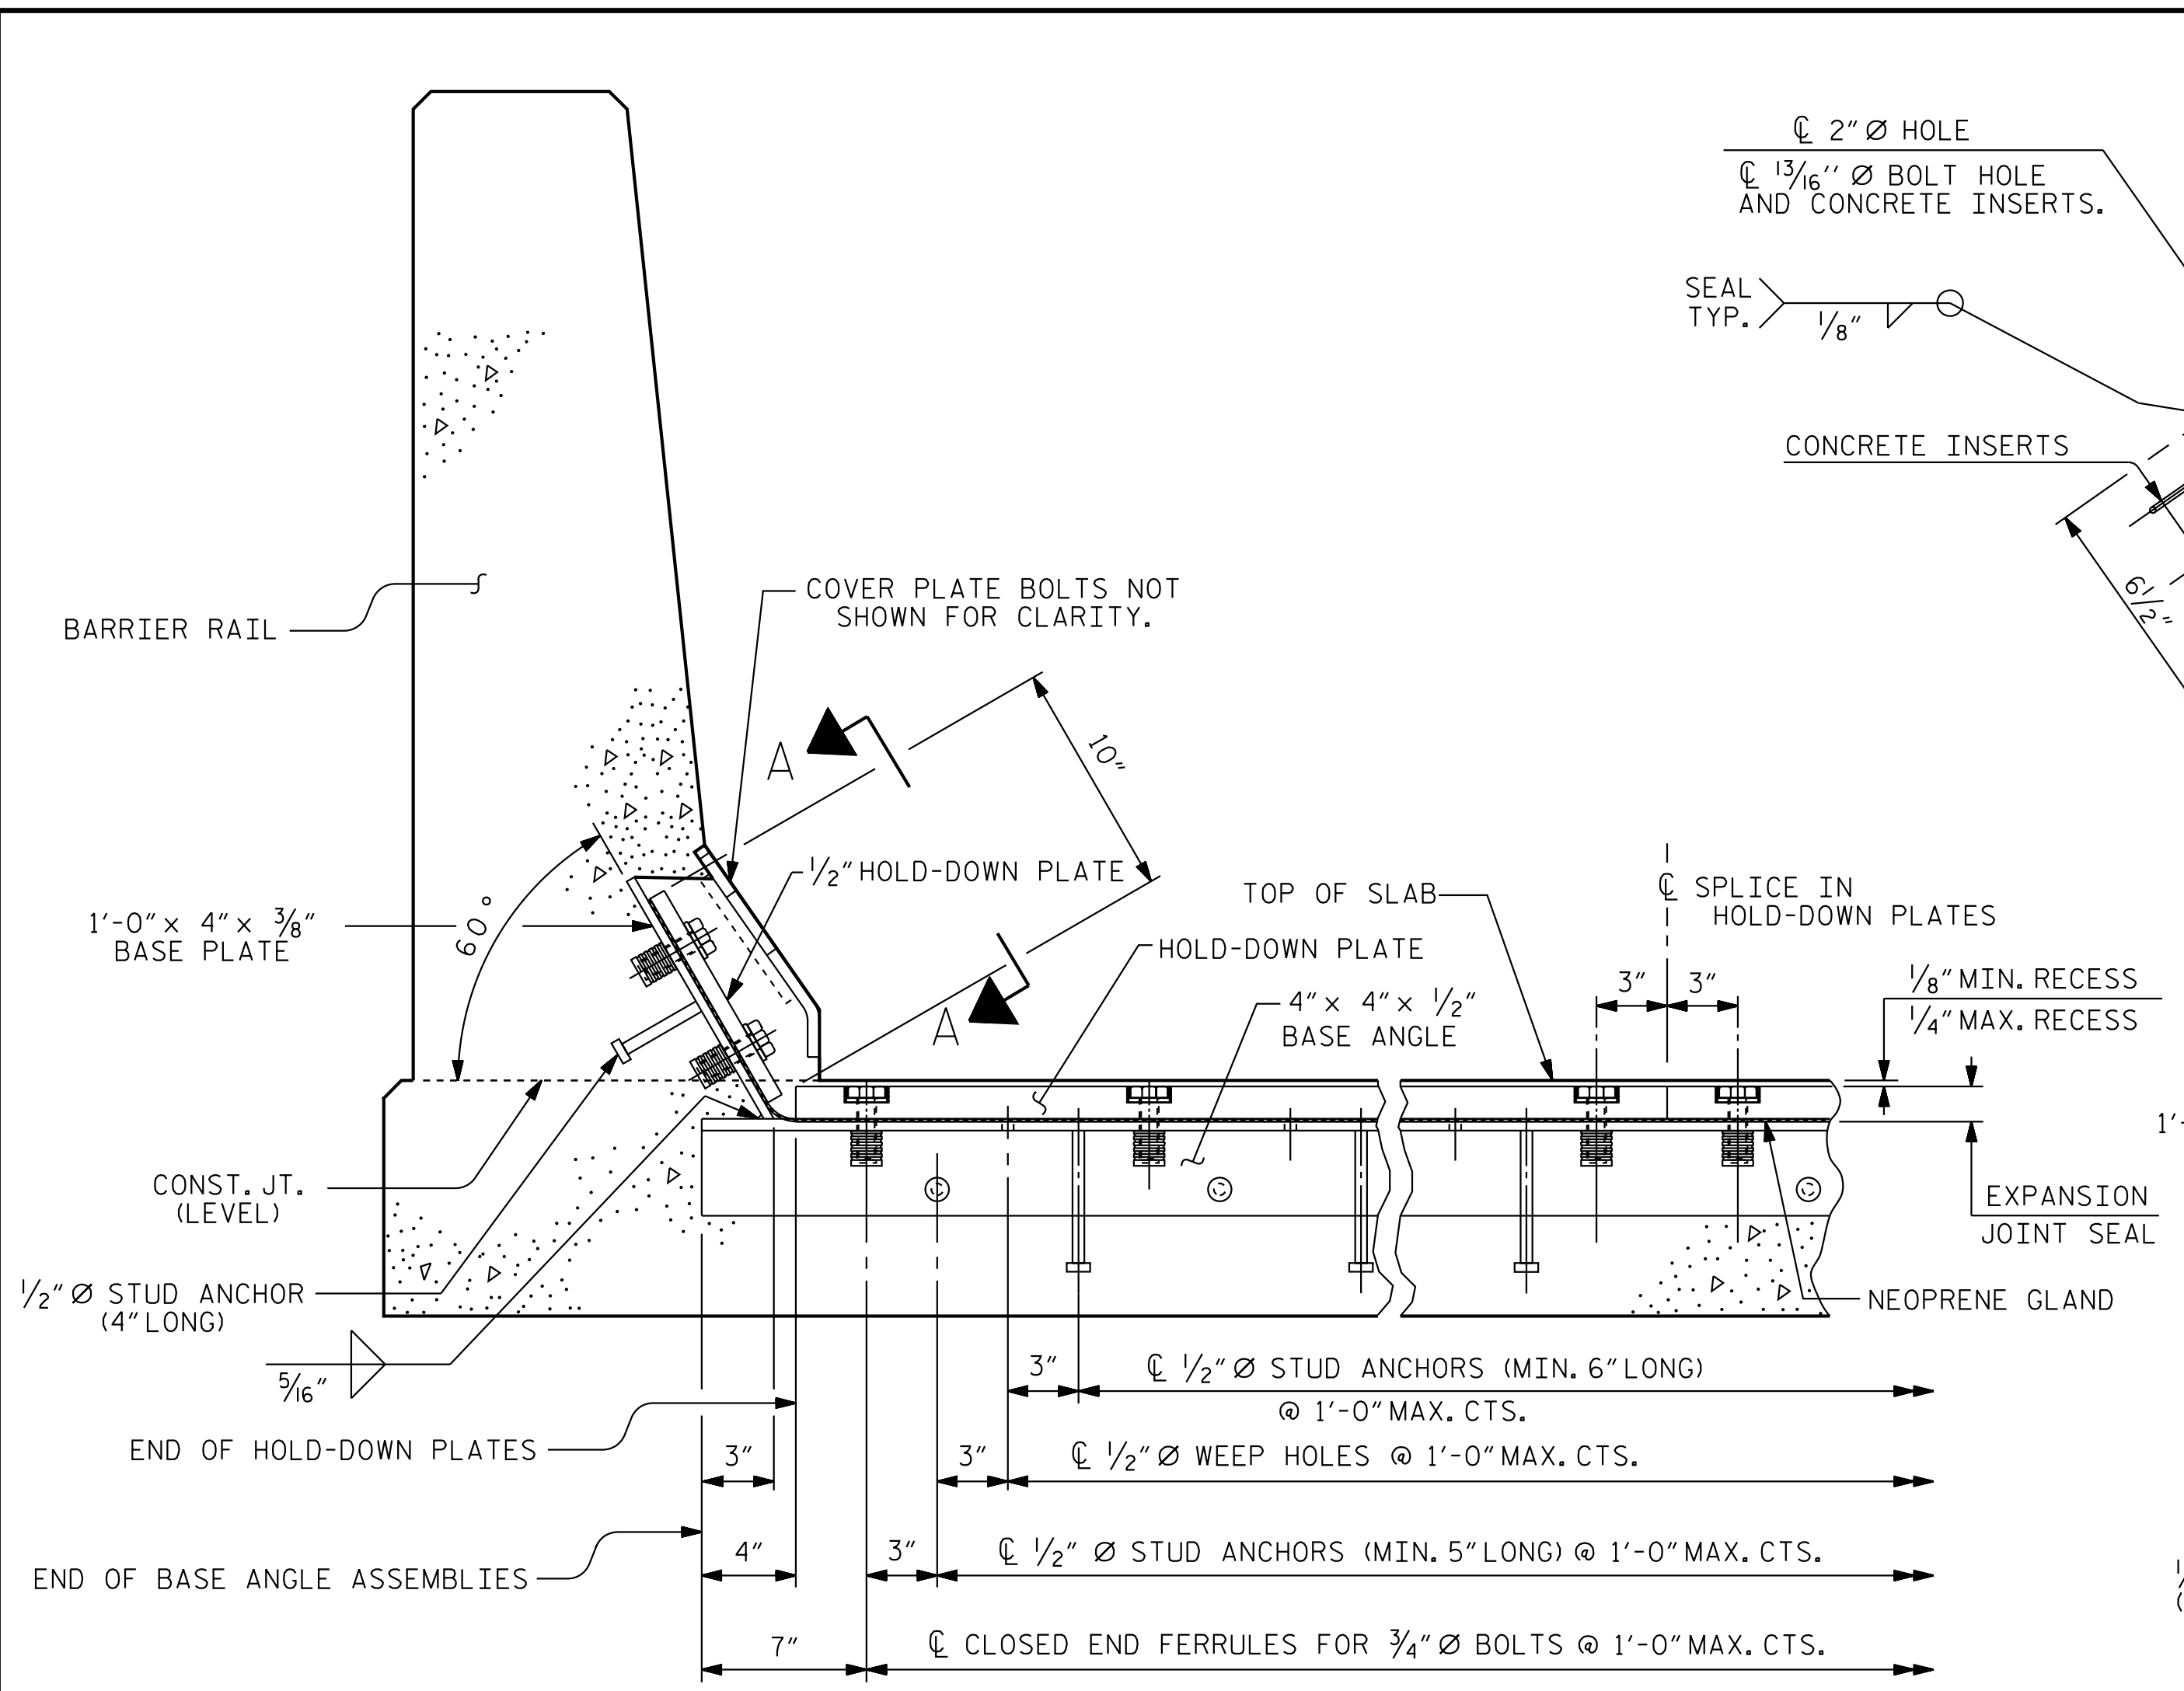 ℄ 2″ Ø HOLE
℄ 13/16′′ Ø BOLT HOLE
AND CONCRETE INSERTS.
SEAL
TYP.
1/8″
CONCRETE INSERTS
6 1/2″
COVER PLATE BOLTS NOT
SHOWN FOR CLARITY.
BARRIER RAIL
A
10″
1/2″ HOLD-DOWN PLATE
TOP OF SLAB
℄ SPLICE IN
HOLD-DOWN PLATES
1′-0″ x 4″ x 3/8″
BASE PLATE
60°
HOLD-DOWN PLATE
3″ 3″
1/8″ MIN. RECESS
1/4″ MAX. RECESS
4″ x 4″ x 1/2″
BASE ANGLE
A
1′-
CONST. JT.
(LEVEL)
EXPANSION
JOINT SEAL
1/2″ Ø STUD ANCHOR
(4″ LONG)
NEOPRENE GLAND
5/16″
3″ ℄ 1/2″ Ø STUD ANCHORS (MIN. 6″ LONG)
@ 1′-0″ MAX. CTS.
END OF HOLD-DOWN PLATES
3″ 3″ ℄ 1/2″ Ø WEEP HOLES @ 1′-0″ MAX. CTS.
4″ 3″ ℄ 1/2″ Ø STUD ANCHORS (MIN. 5″ LONG) @ 1′-0″ MAX. CTS.
END OF BASE ANGLE ASSEMBLIES
7″ ℄ CLOSED END FERRULES FOR 3/4″ Ø BOLTS @ 1′-0″ MAX. CTS.